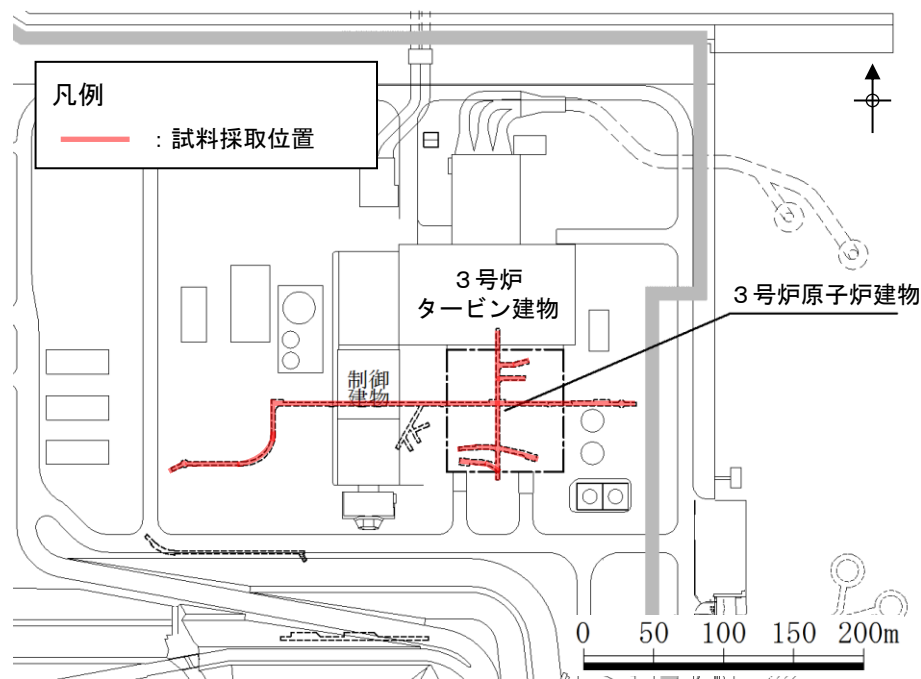 凡例
：試料採取位置
３号炉
タービン建物
３号炉原子炉建物
制御
建物
0 50 100 150 200m